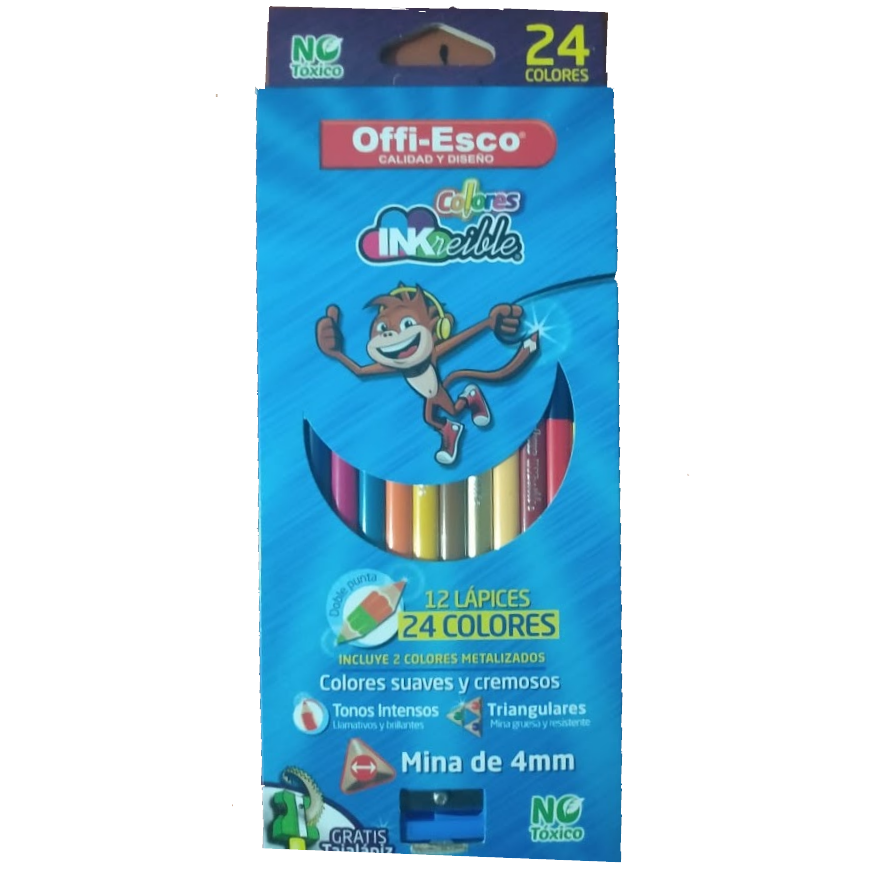 NO
Tóxico
24
COLORES
Offi-Esco®
CALIDAD Y DISEÑO
Colores
INKreible®
Doble punta
12 LÁPICES
24 COLORES
INCLUYE 2 COLORES METALIZADOS
Colores suaves y cremosos
Tonos Intensos
Llamativos y brillantes
Triangulares
Mina gruesa y resistente
Mina de 4mm
GRATIS
Tajalápiz
NO
Tóxico